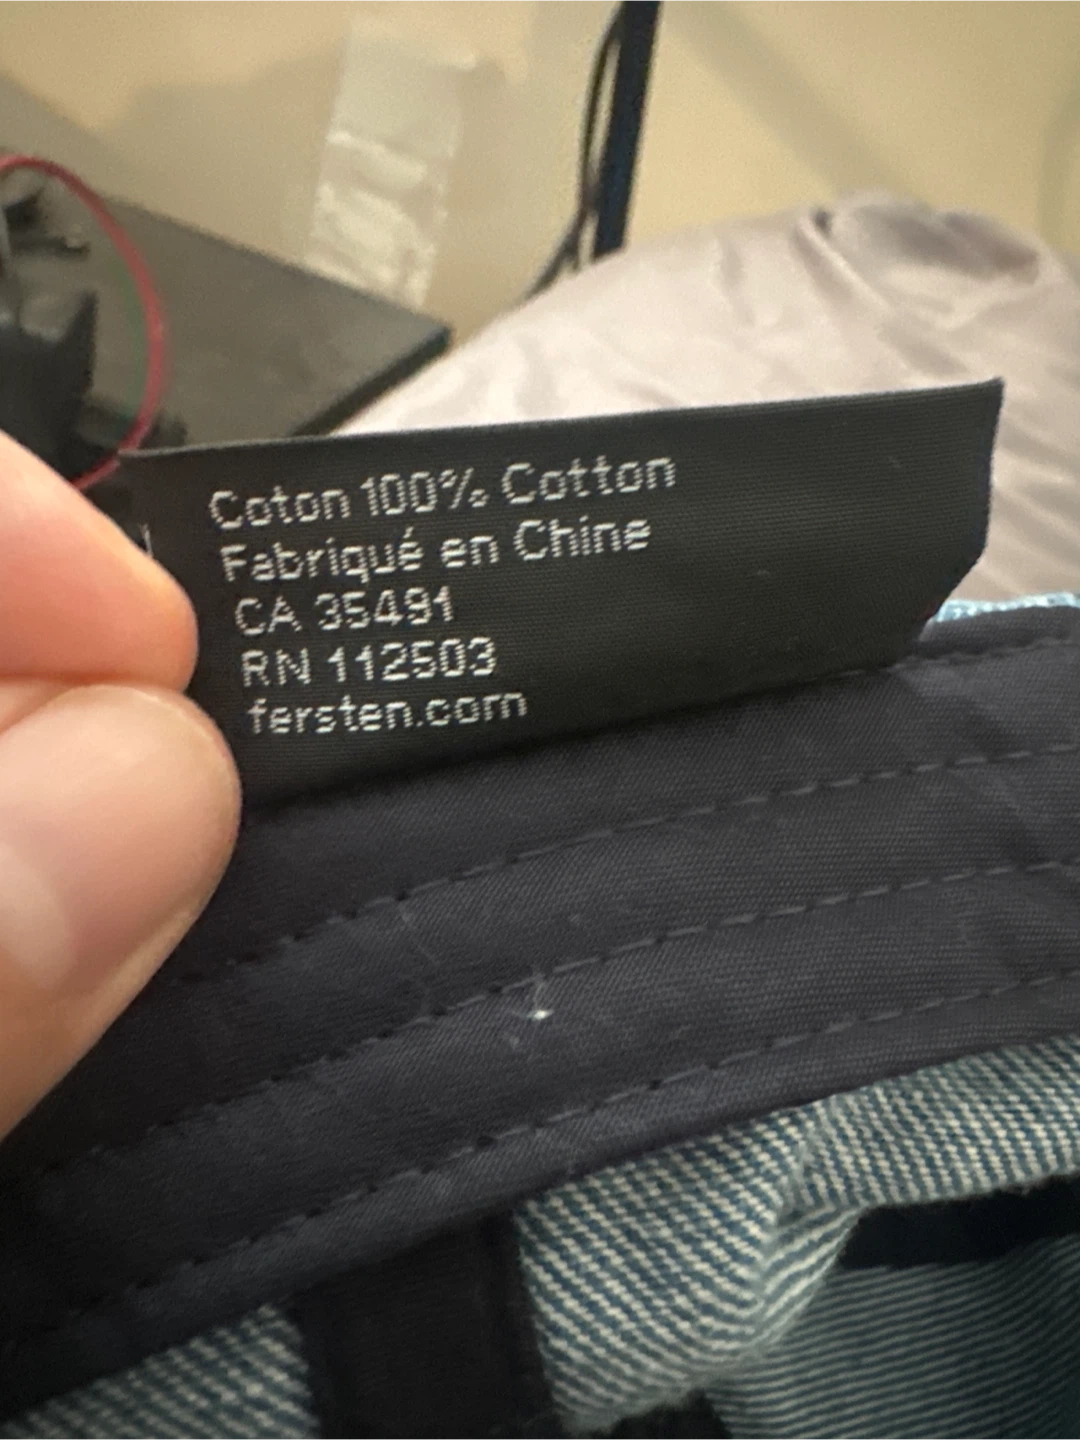 Coton 100% Cotton
Fabriqué en Chine
CA 35491
RN 112503
fersten.com